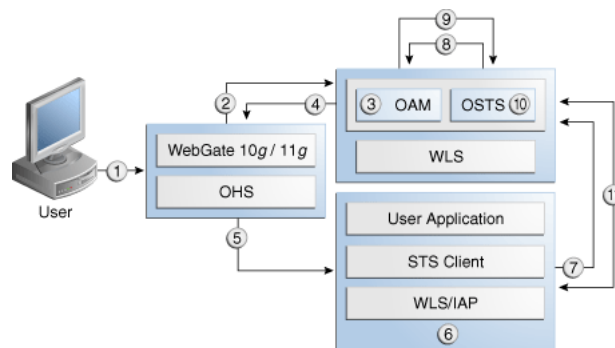 9
8
2
4
3 OAM
OSTS 10
WebGate 10g / 11g
WLS
1
OHS
User
11
User Application
5
STS Client
7
WLS/IAP
6